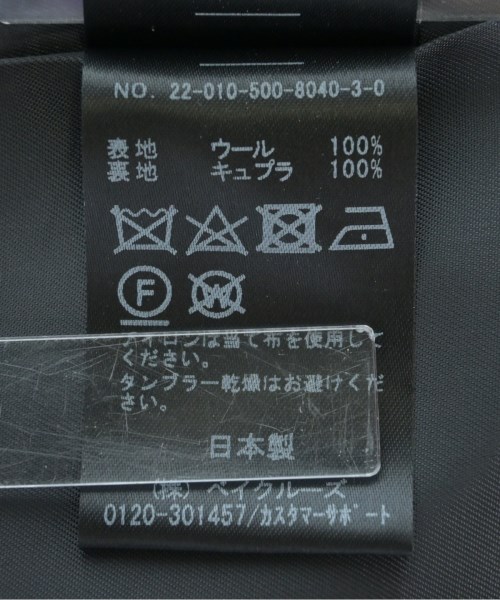 NO. 22-010-500-8040-3-0
表地 ウール 100%
裏地 キュプラ 100%
F
W
アイロンは当て布を使用して
ください。
タンブラー乾燥はお避けくだ
さい。
日本製
(株) ベイクルーズ
0120-301457/カスタマーサポート